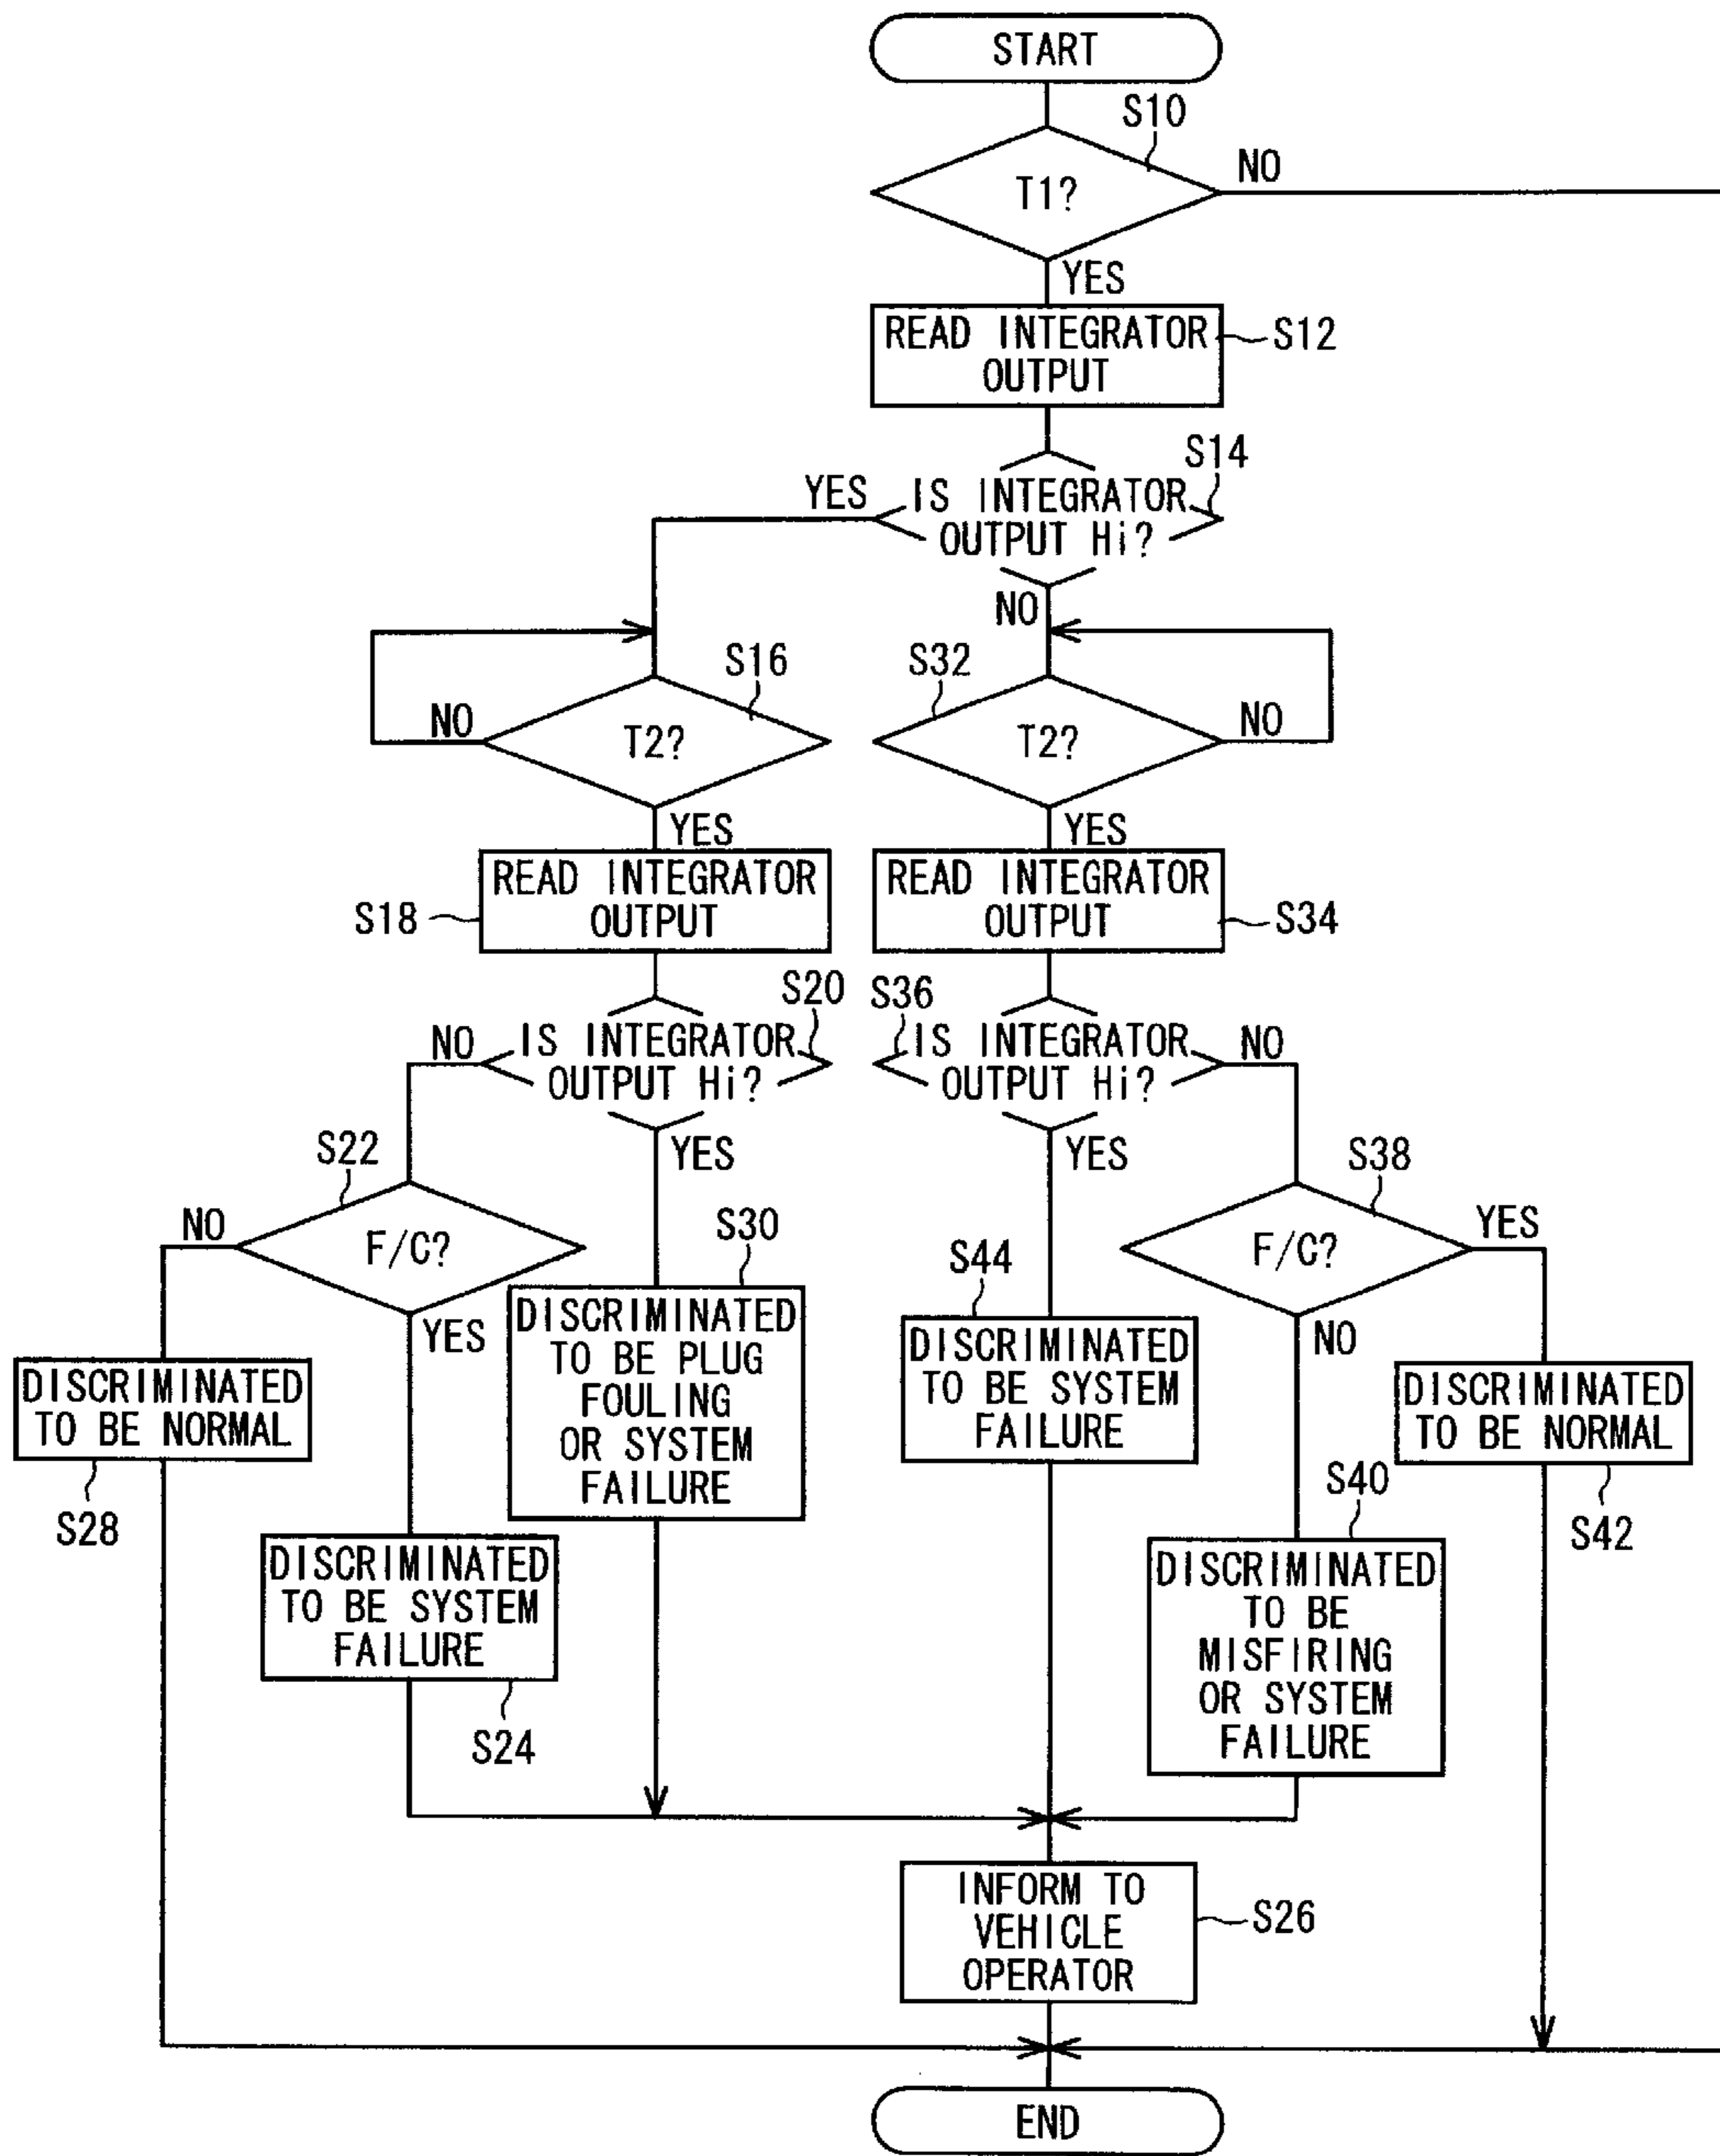 START
S10
T1?
NO
YES
READ INTEGRATOR
OUTPUT
S12
S14
YES
IS INTEGRATOR
OUTPUT Hi?
NO
S16
NO
T2?
S32
T2?
NO
YES
YES
READ INTEGRATOR
OUTPUT
S18
READ INTEGRATOR
OUTPUT
S34
S20
NO
IS INTEGRATOR
OUTPUT Hi?
YES
S36
IS INTEGRATOR
OUTPUT Hi?
NO
YES
S22
NO
F/C?
YES
S30
DISCRIMINATED
TO BE PLUG
FOULING
OR SYSTEM
FAILURE
S44
DISCRIMINATED
TO BE SYSTEM
FAILURE
S38
F/C?
YES
NO
DISCRIMINATED
TO BE NORMAL
S28
DISCRIMINATED
TO BE SYSTEM
FAILURE
S24
DISCRIMINATED
TO BE NORMAL
S42
S40
DISCRIMINATED
TO BE
MISFIRING
OR SYSTEM
FAILURE
INFORM TO
VEHICLE
OPERATOR
S26
END